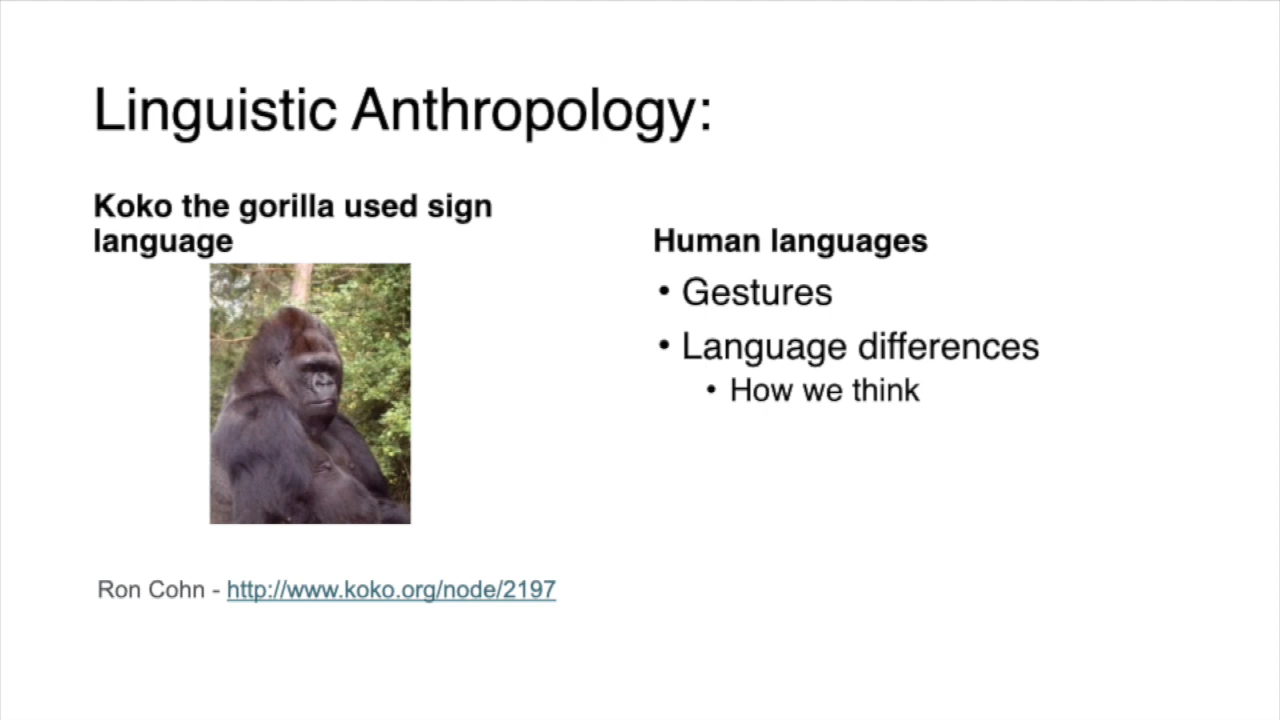 Linguistic Anthropology:
Koko the gorilla used sign
language
Human languages
• Gestures
• Language differences
• How we think
Ron Cohn - http://www.koko.org/node/2197